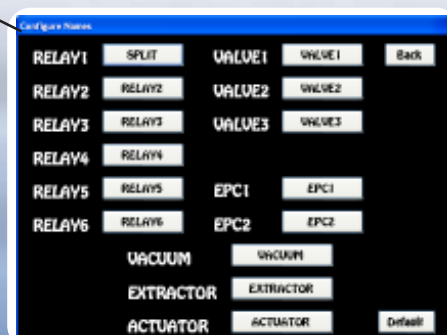 Configure Names
RELAY1 SPLIT VALVE1 VALVE1 Back
RELAY2 RELAY2 VALVE2 VALVE2
RELAY3 RELAY3 VALVE3 VALVE3
RELAY4 RELAY4
RELAY5 RELAY5 EPC1 EPC1
RELAY6 RELAY6 EPC2 EPC2
VACUUM VACUUM
EXTRACTOR EXTRACTOR
ACTUATOR ACTUATOR Default